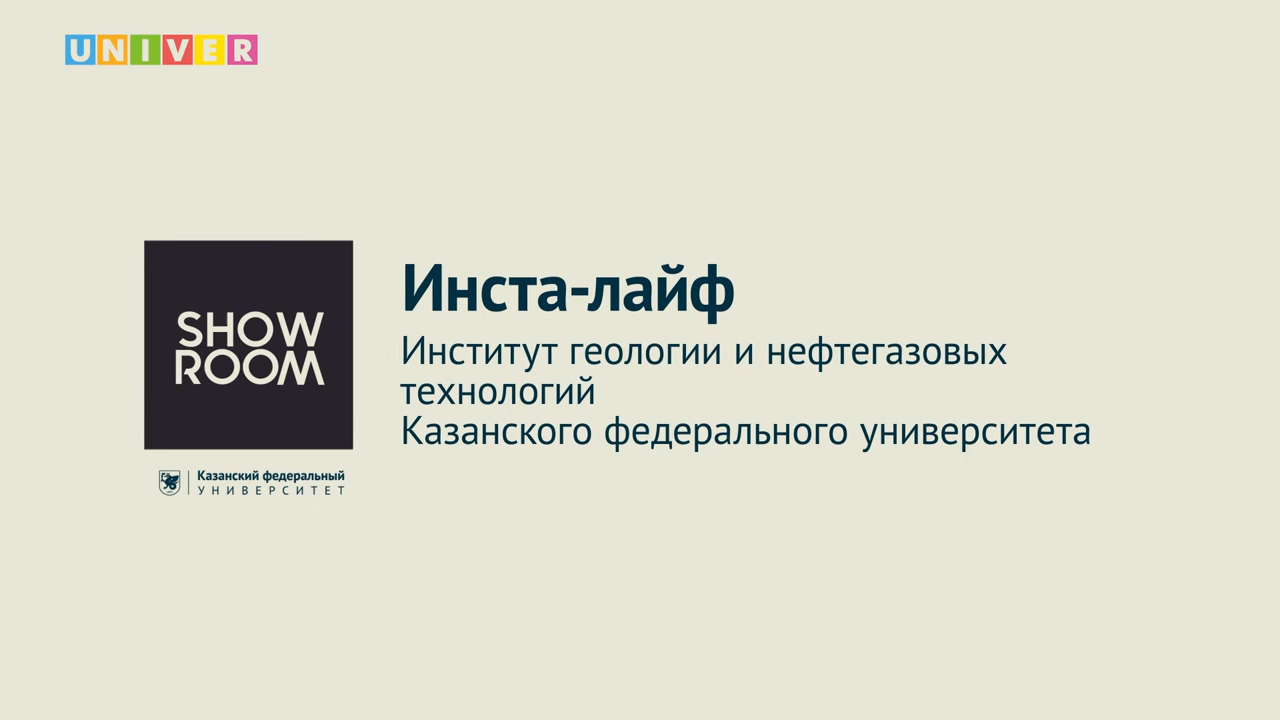 UNIVER
SHOW
ROOM
Казанский федеральный
УНИВЕРСИТЕТ
Инста-лайф
Институт геологии и нефтегазовых
технологий
Казанского федерального университета